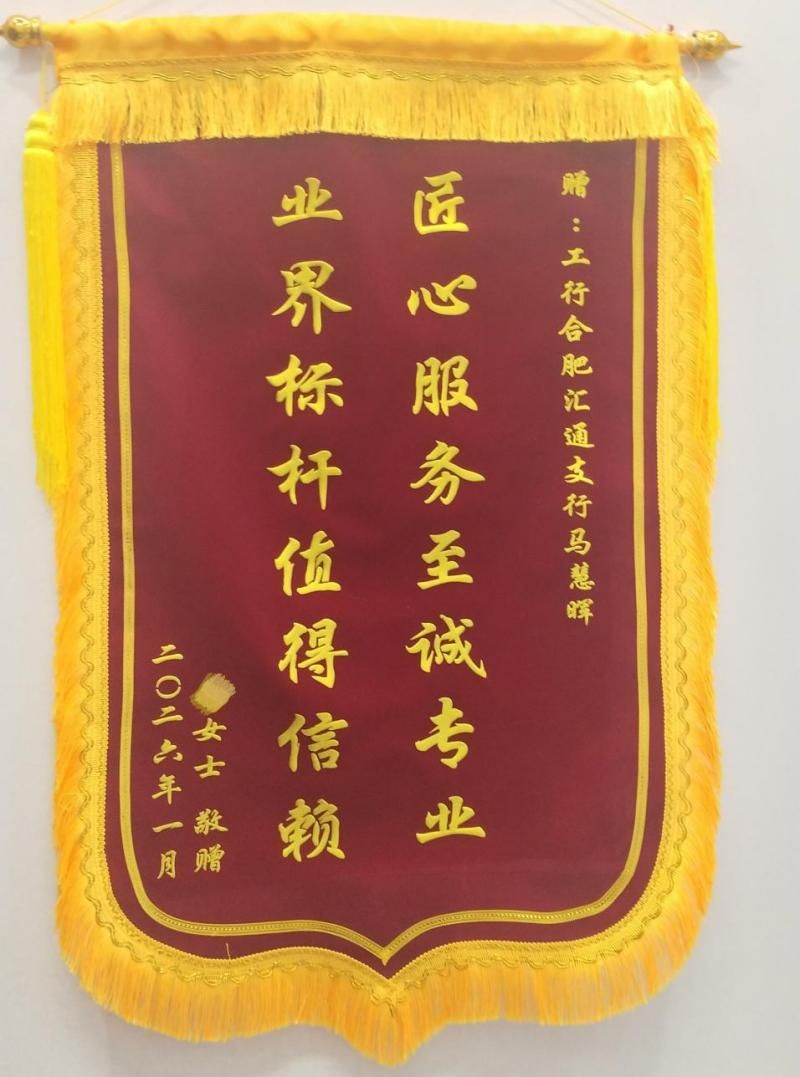 赠：工行合肥汇通支行马慧晖
匠心服务至诚专业
业界标杆值得信赖
女士 敬赠
二〇二六年一月